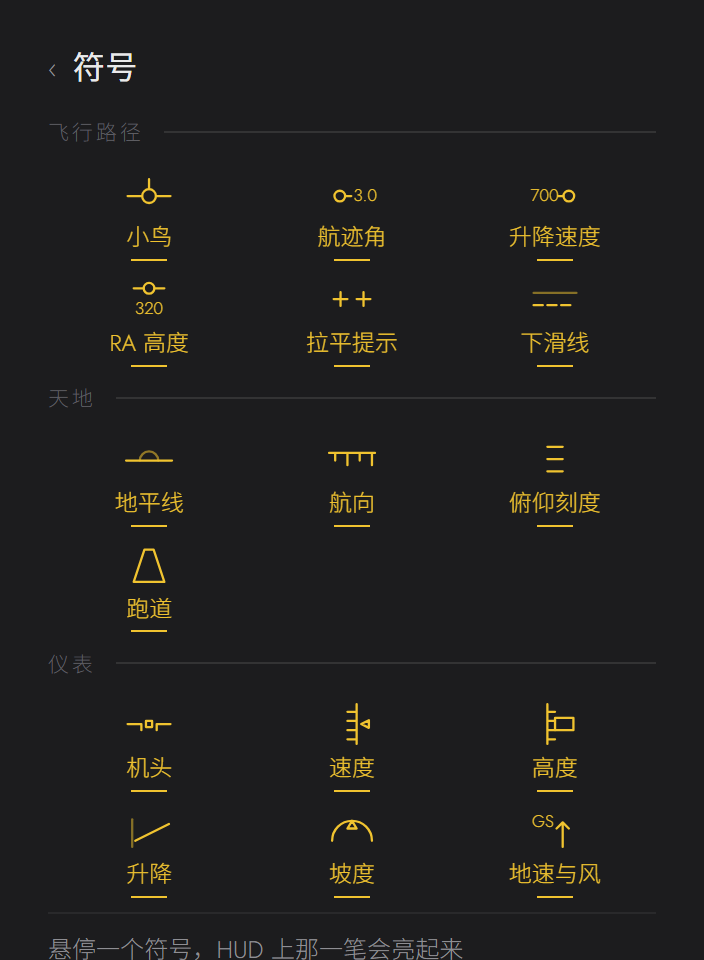 ‹ 符号
飞行路径
3.0 700
小鸟 航迹角 升降速度
320
RA 高度 拉平提示 下滑线
天地
地平线 航向 俯仰刻度
跑道
仪表
机头 速度 高度
GS
升降 坡度 地速与风
悬停一个符号，HUD 上那一笔会亮起来